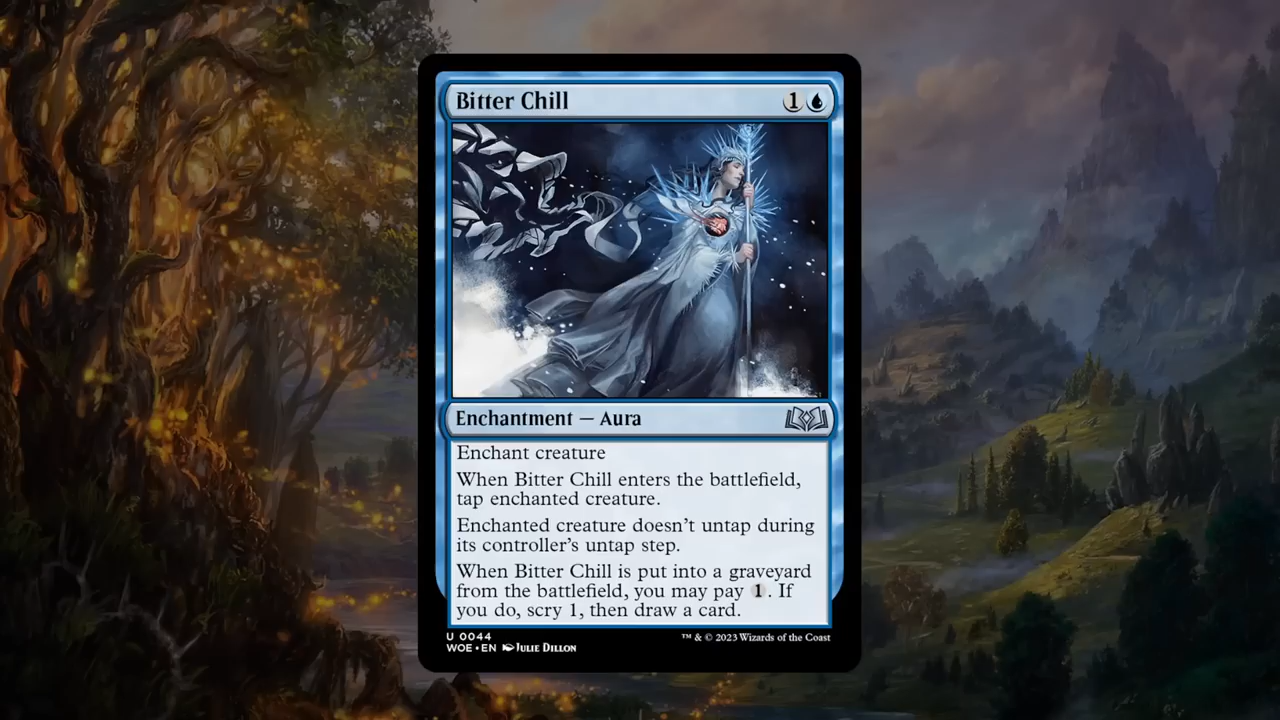 Bitter Chill 1
Enchantment — Aura
Enchant creature
When Bitter Chill enters the battlefield,
tap enchanted creature.
Enchanted creature doesn't untap during
its controller's untap step.
When Bitter Chill is put into a graveyard
from the battlefield, you may pay 1. If
you do, scry 1, then draw a card.
U 0044 ™ & © 2023 Wizards of the Coast
WOE • EN Julie Dillon